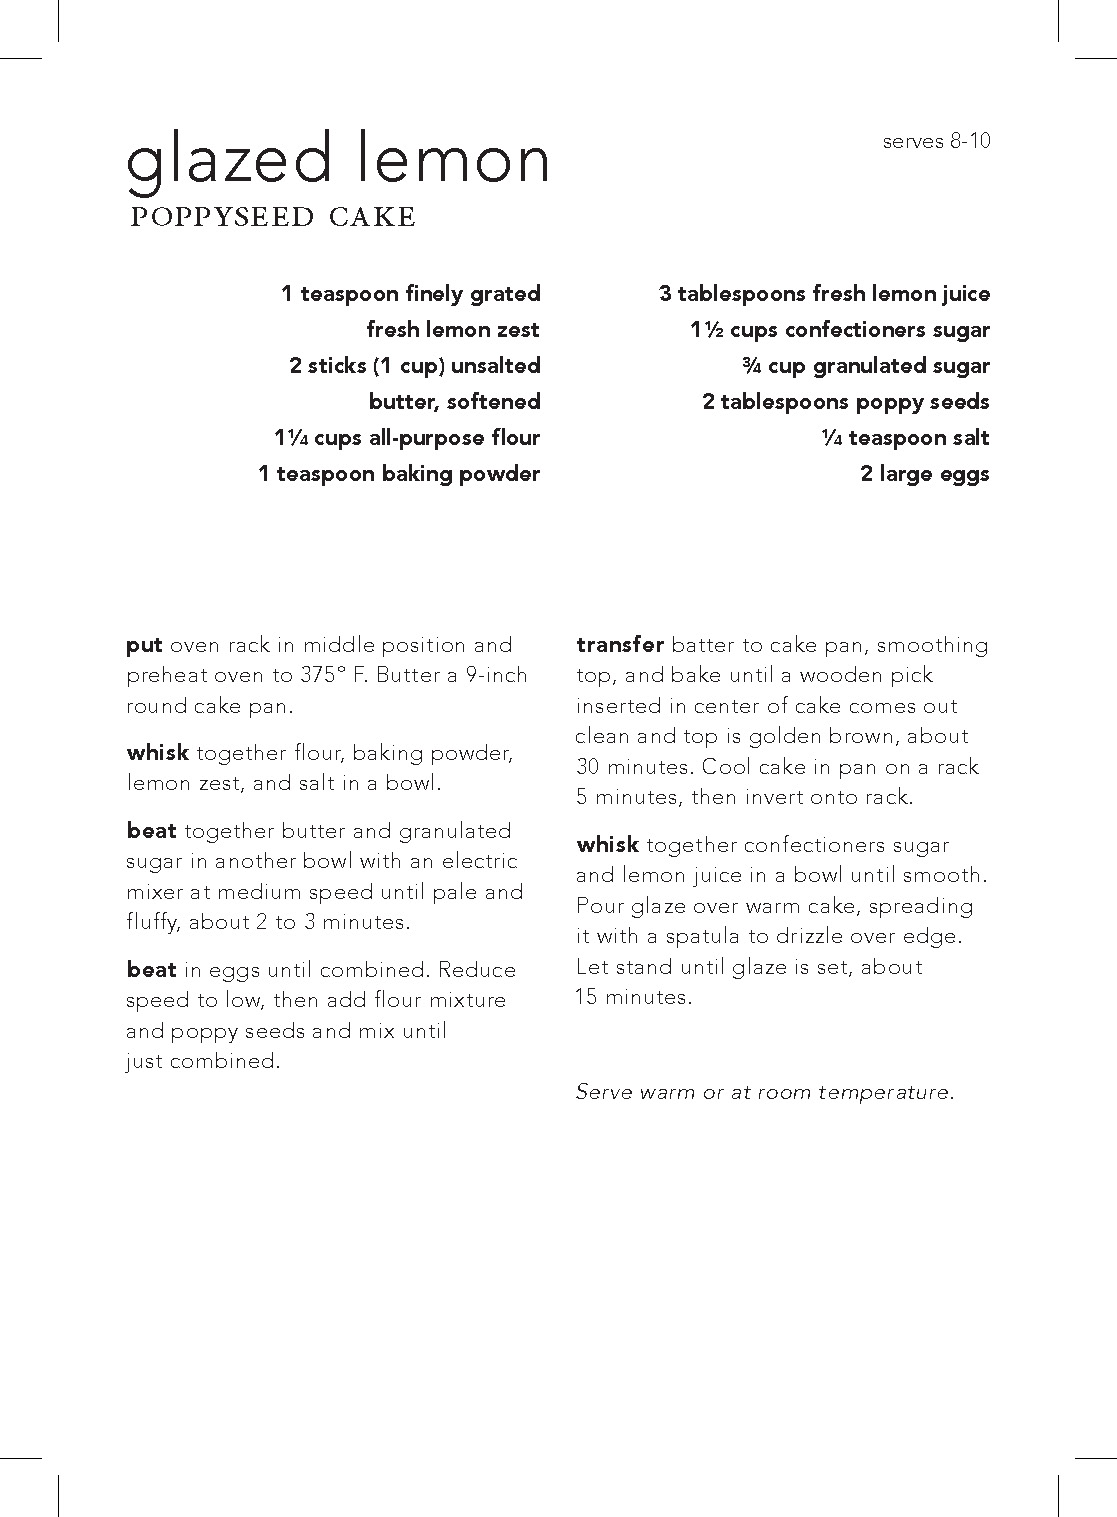 glazed lemon
serves 8-10
POPPYSEED CAKE
1 teaspoon finely grated
fresh lemon zest
2 sticks (1 cup) unsalted
butter, softened
1¼ cups all-purpose flour
1 teaspoon baking powder
3 tablespoons fresh lemon juice
1½ cups confectioners sugar
¾ cup granulated sugar
2 tablespoons poppy seeds
¼ teaspoon salt
2 large eggs
put oven rack in middle position and
preheat oven to 375° F. Butter a 9-inch
round cake pan.
whisk together flour, baking powder,
lemon zest, and salt in a bowl.
beat together butter and granulated
sugar in another bowl with an electric
mixer at medium speed until pale and
fluffy, about 2 to 3 minutes.
beat in eggs until combined. Reduce
speed to low, then add flour mixture
and poppy seeds and mix until
just combined.
transfer batter to cake pan, smoothing
top, and bake until a wooden pick
inserted in center of cake comes out
clean and top is golden brown, about
30 minutes. Cool cake in pan on a rack
5 minutes, then invert onto rack.
whisk together confectioners sugar
and lemon juice in a bowl until smooth.
Pour glaze over warm cake, spreading
it with a spatula to drizzle over edge.
Let stand until glaze is set, about
15 minutes.
Serve warm or at room temperature.